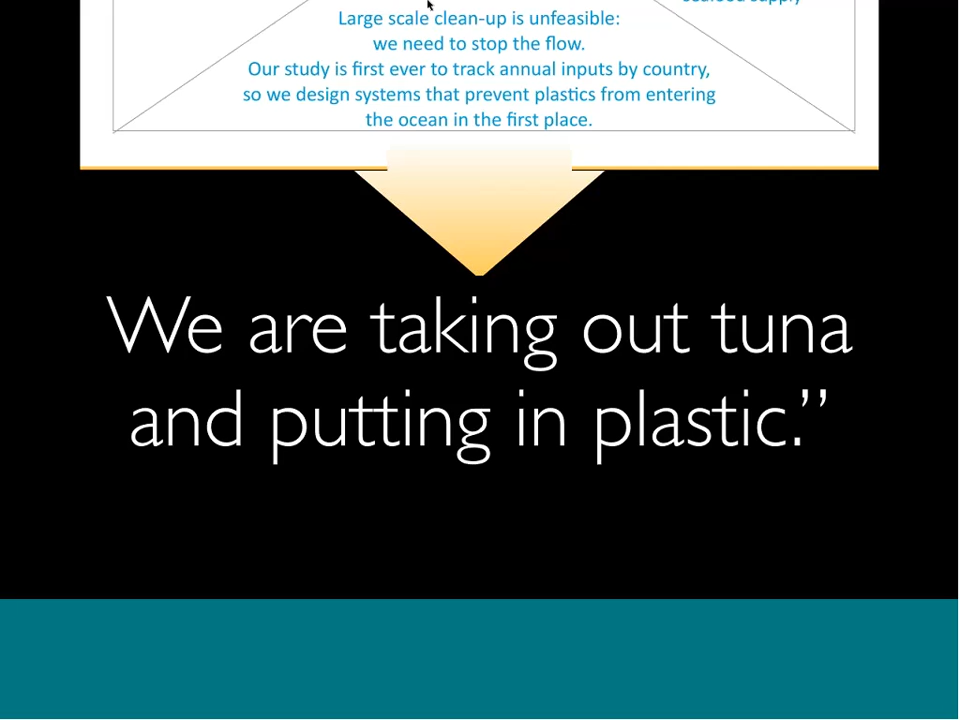 Large scale clean-up is unfeasible:
we need to stop the flow.
Our study is first ever to track annual inputs by country,
so we design systems that prevent plastics from entering
the ocean in the first place.
We are taking out tuna
and putting in plastic.”